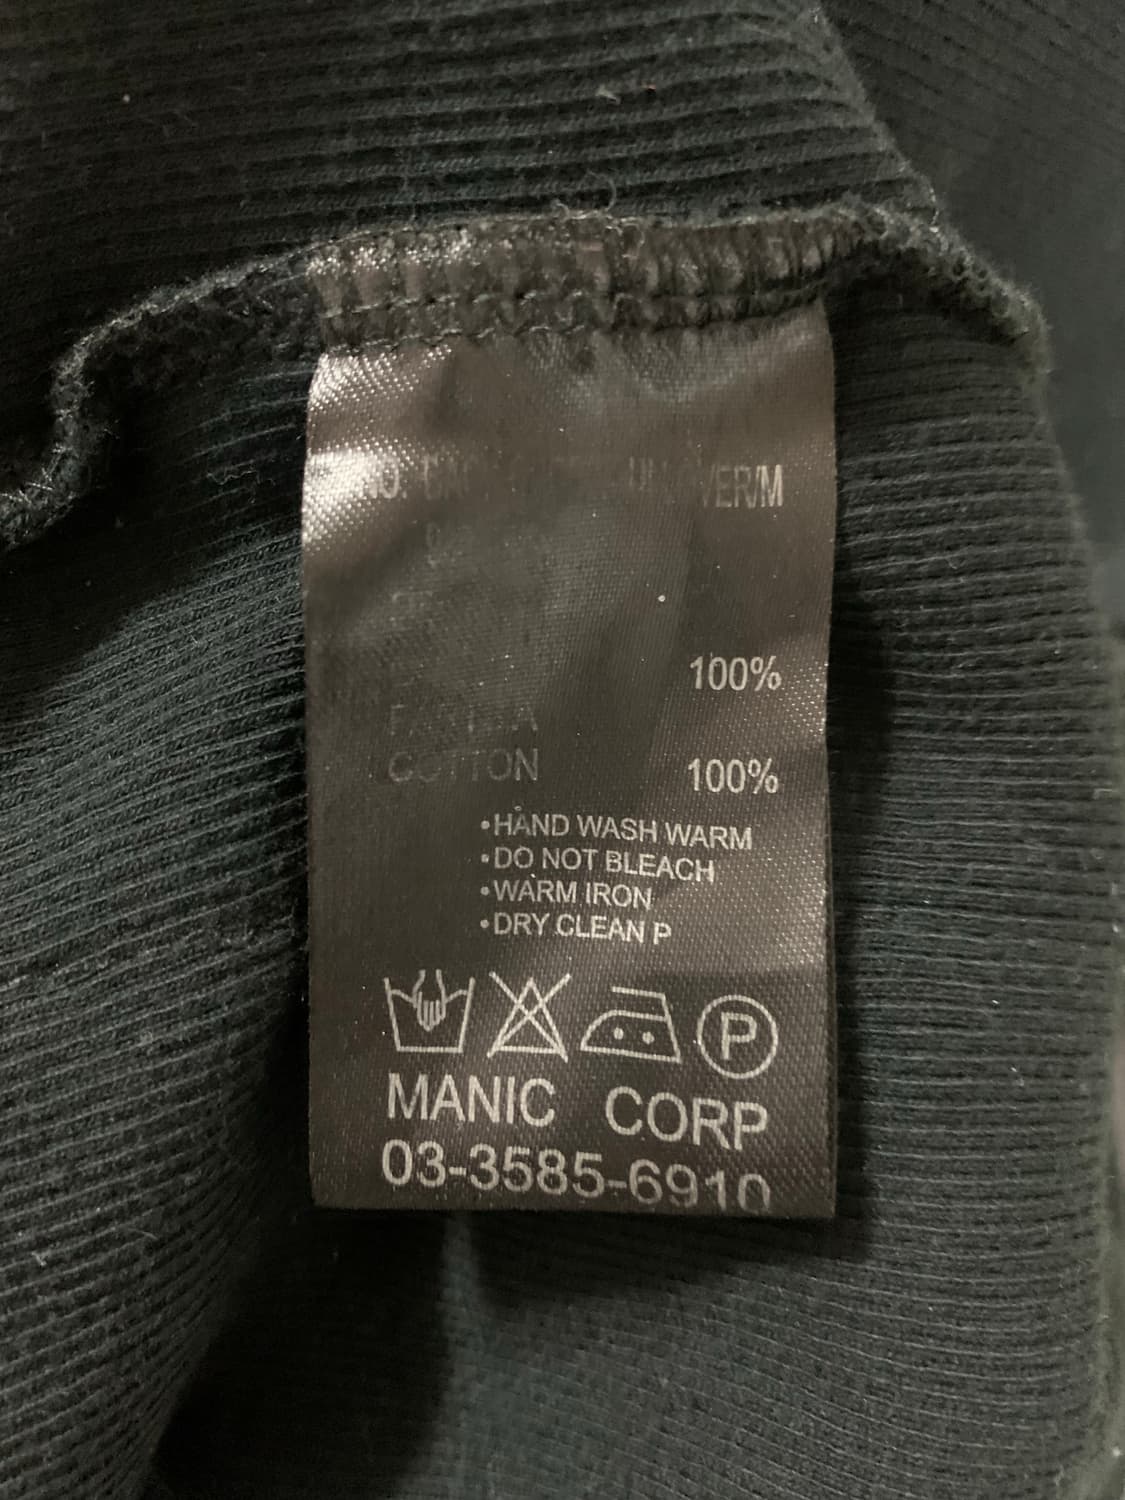 100%
COTTON 100%
•HAND WASH WARM
•DO NOT BLEACH
•WARM IRON
•DRY CLEAN P
P
MANIC CORP
03-3585-6910